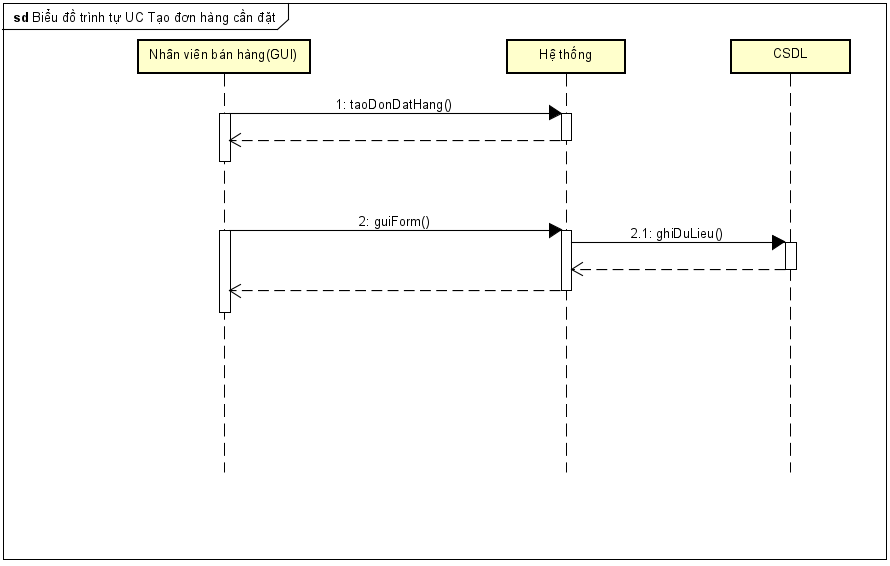 sd Biểu đồ trình tự UC Tạo đơn hàng cần đặt
Nhân viên bán hàng(GUI)
Hệ thống
CSDL
1: taoDonDatHang()
2: guiForm()
2.1: ghiDuLieu()